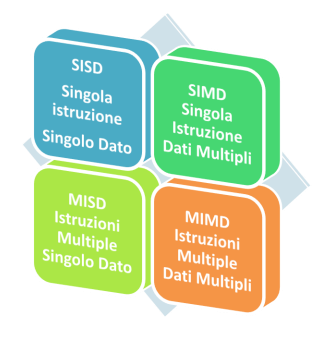 SISD
Singola
istruzione
Singolo Dato
SIMD
Singola
Istruzione
Dati Multipli
MISD
Istruzioni
Multiple
Singolo Dato
MIMD
Istruzioni
Multiple
Dati Multipli